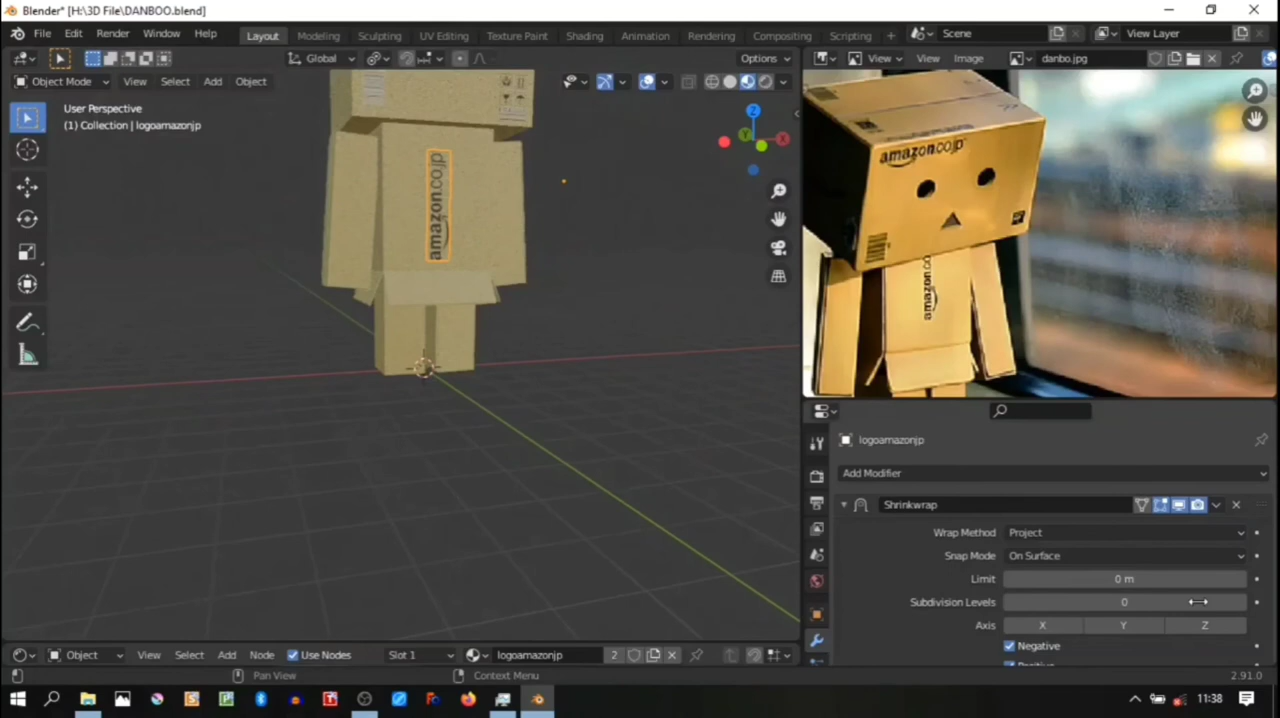 Blender* [H:\3D File\DANBOO.blend]
File Edit Render Window Help Layout Modeling Sculpting UV Editing Texture Paint Shading Animation Rendering Compositing Scripting + Scene View Layer
Global Options View View Image danbo.jpg
Object Mode View Select Add Object
User Perspective
(1) Collection | logoamazonjp
Z
Y
X
amazon.co.jp
amazon.co.jp
amazon.co
logoamazonjp
Add Modifier
Shrinkwrap
Wrap Method Project
Snap Mode On Surface
Limit 0 m
Subdivision Levels 0
Axis X Y Z
Negative
Positive
Object View Select Add Node Use Nodes Slot 1 logoamazonjp 2
Pan View Context Menu 2.91.0
11:38